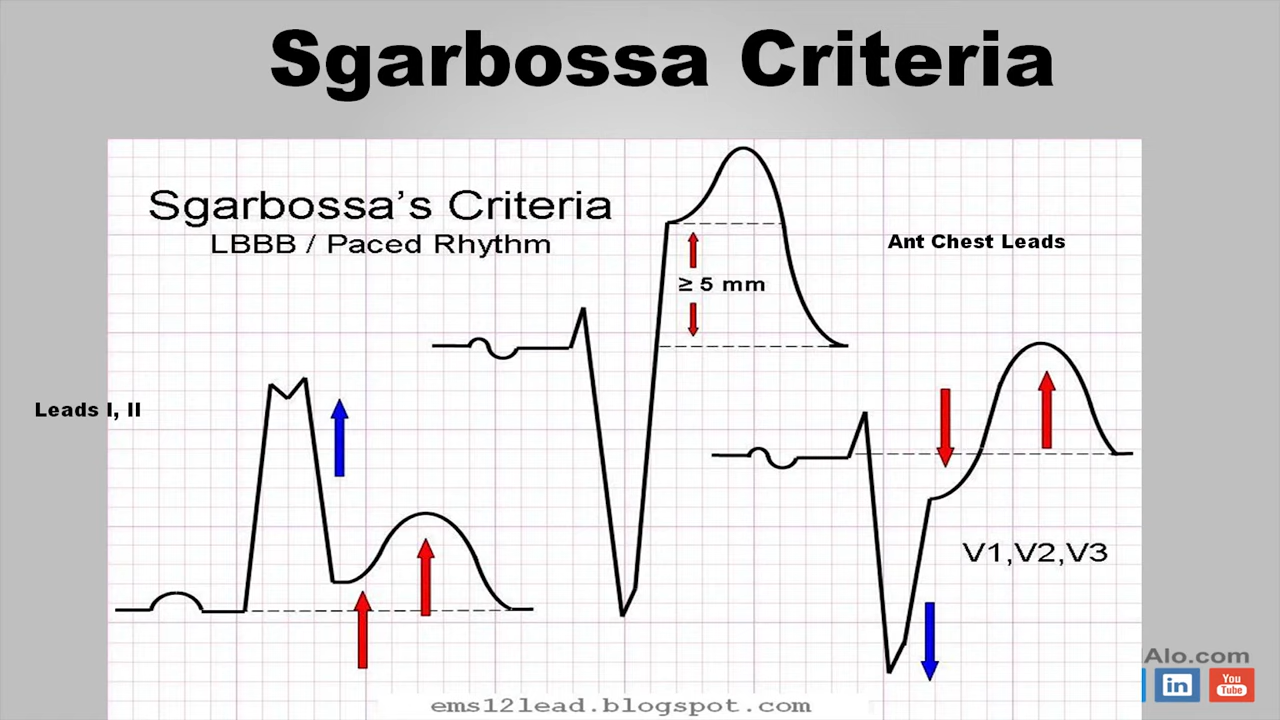 Sgarbossa Criteria
Sgarbossa's Criteria
LBBB / Paced Rhythm
Ant Chest Leads
≥ 5 mm
Leads I, II
V1,V2,V3
Alo.com
in
You
Tube
ems12lead.blogspot.com